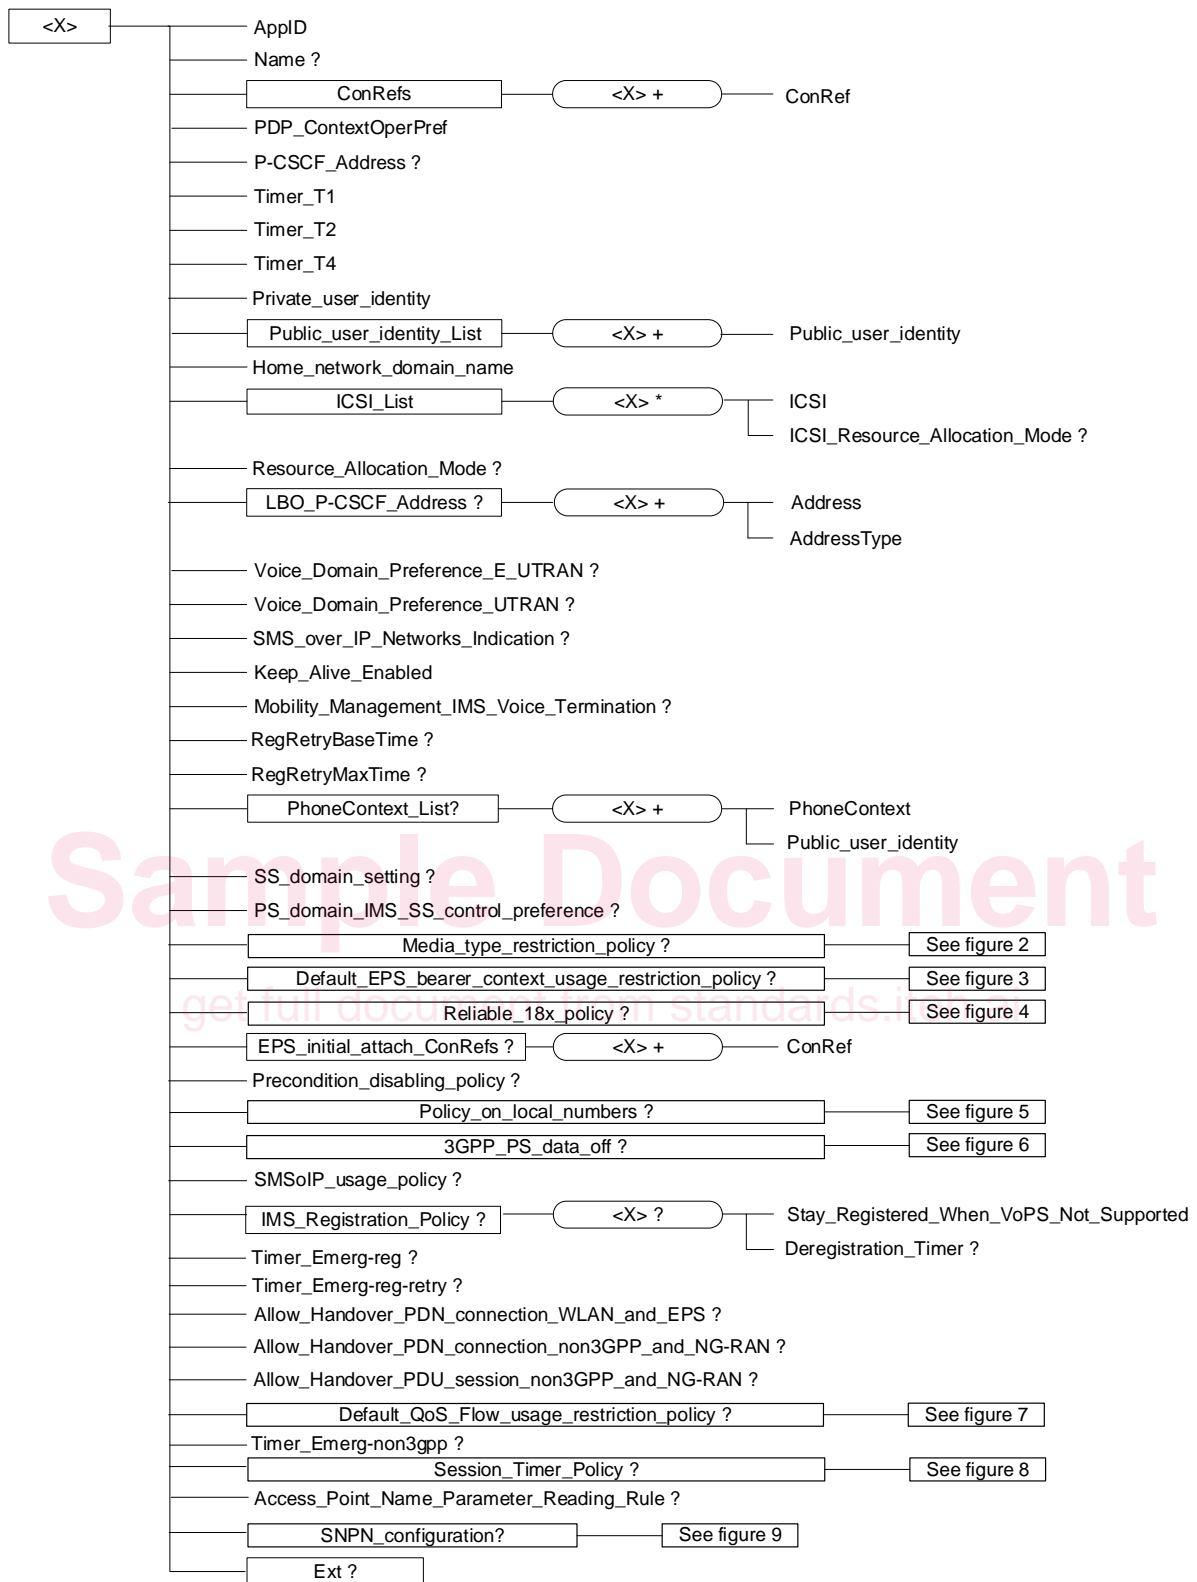 <X> AppID
Name ?
ConRefs <X> + ConRef
PDP_ContextOperPref
P-CSCF_Address ?
Timer_T1
Timer_T2
Timer_T4
Private_user_identity
Public_user_identity_List <X> + Public_user_identity
Home_network_domain_name
ICSI_List <X> * ICSI
ICSI_Resource_Allocation_Mode ?
Resource_Allocation_Mode ?
LBO_P-CSCF_Address ? <X> + Address
AddressType
Voice_Domain_Preference_E_UTRAN ?
Voice_Domain_Preference_UTRAN ?
SMS_over_IP_Networks_Indication ?
Keep_Alive_Enabled
Mobility_Management_IMS_Voice_Termination ?
RegRetryBaseTime ?
RegRetryMaxTime ?
PhoneContext_List? <X> + PhoneContext
Public_user_identity
Sample Document
SS_domain_setting ?
PS_domain_IMS_SS_control_preference ?
Media_type_restriction_policy ? See figure 2
Default_EPS_bearer_context_usage_restriction_policy ? See figure 3
get full document from standards.iteh.ai
Reliable_18x_policy ? See figure 4
EPS_initial_attach_ConRefs ? <X> + ConRef
Precondition_disabling_policy ?
Policy_on_local_numbers ? See figure 5
3GPP_PS_data_off ? See figure 6
SMSoIP_usage_policy ?
IMS_Registration_Policy ? <X> ? Stay_Registered_When_VoPS_Not_Supported
Deregistration_Timer ?
Timer_Emerg-reg ?
Timer_Emerg-reg-retry ?
Allow_Handover_PDN_connection_WLAN_and_EPS ?
Allow_Handover_PDN_connection_non3GPP_and_NG-RAN ?
Allow_Handover_PDU_session_non3GPP_and_NG-RAN ?
Default_QoS_Flow_usage_restriction_policy ? See figure 7
Timer_Emerg-non3gpp ?
Session_Timer_Policy ? See figure 8
Access_Point_Name_Parameter_Reading_Rule ?
SNPN_configuration? See figure 9
Ext ?